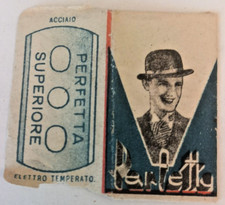 ACCIAIO
PERFETTA
SUPERIORE
ELETTRO TEMPERATO.
Perfetty